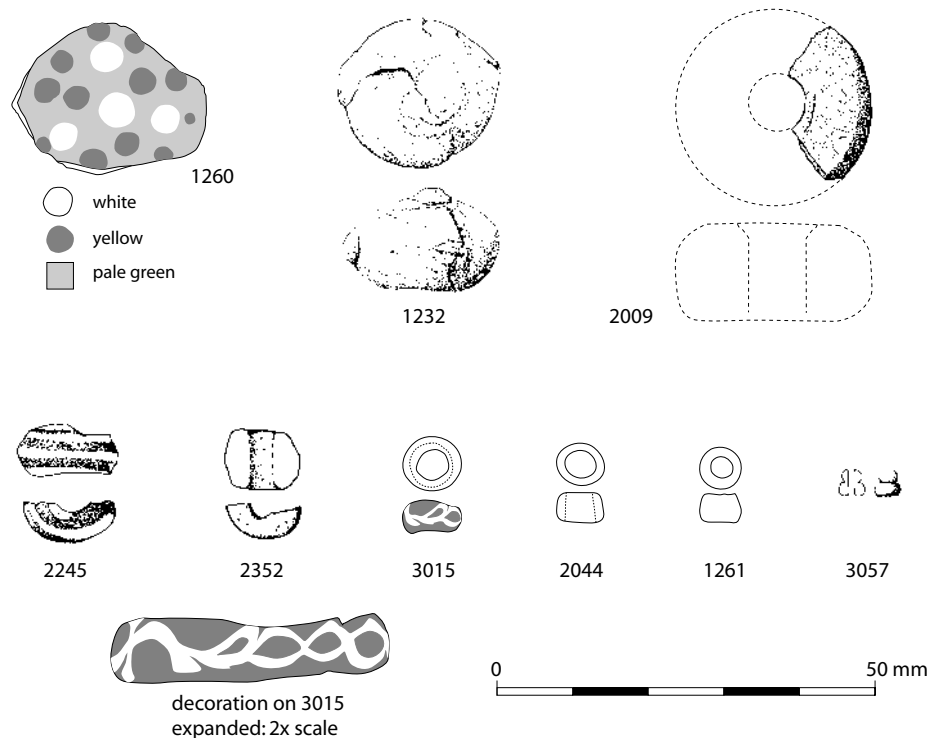 1260
white
yellow
pale green
1232
2009
2245
2352
3015
2044
1261
3057
decoration on 3015
expanded: 2x scale
0
50 mm